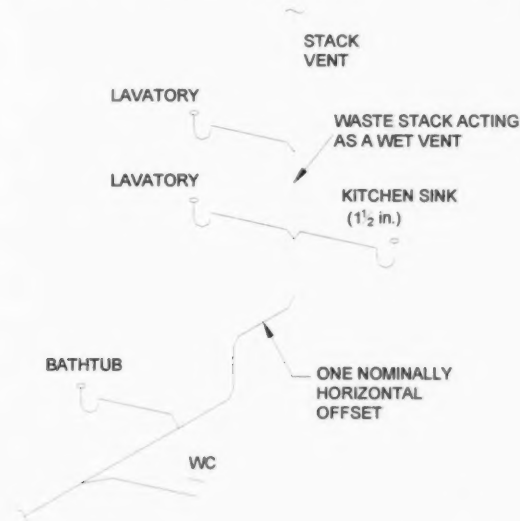 STACK
VENT
LAVATORY
WASTE STACK ACTING
AS A WET VENT
LAVATORY
KITCHEN SINK
(1½ in.)
BATHTUB
ONE NOMINALLY
HORIZONTAL
OFFSET
WC